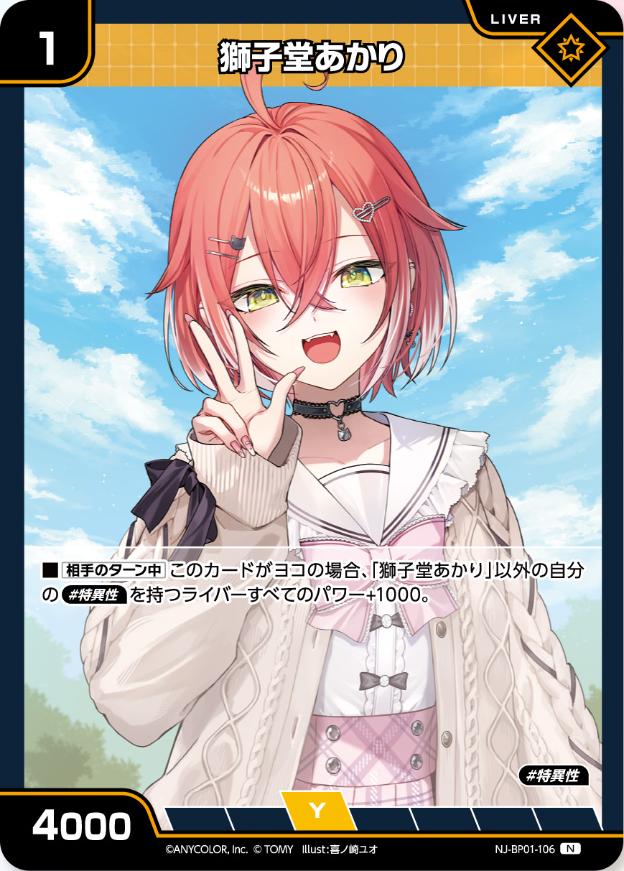 LIVER
1
獅子堂あかり
■ 相手のターン中 このカードがヨコの場合、「獅子堂あかり」以外の自分
の #特異性 を持つライバーすべてのパワー+1000。
#特異性
4000
Y
©ANYCOLOR, Inc. © TOMY Illust:喜ノ崎ユオ
NJ-BP01-106 N